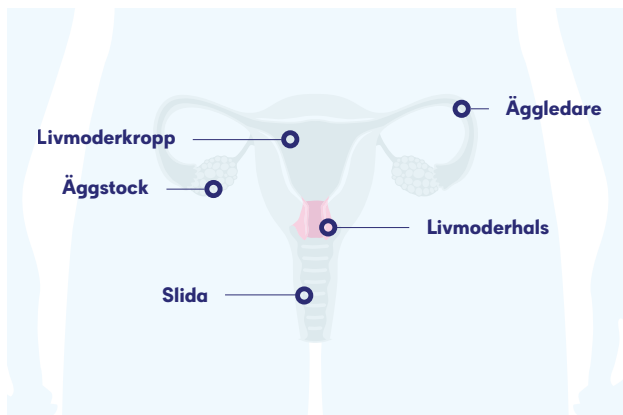 Äggledare
Livmoderkropp
Äggstock
Livmoderhals
Slida